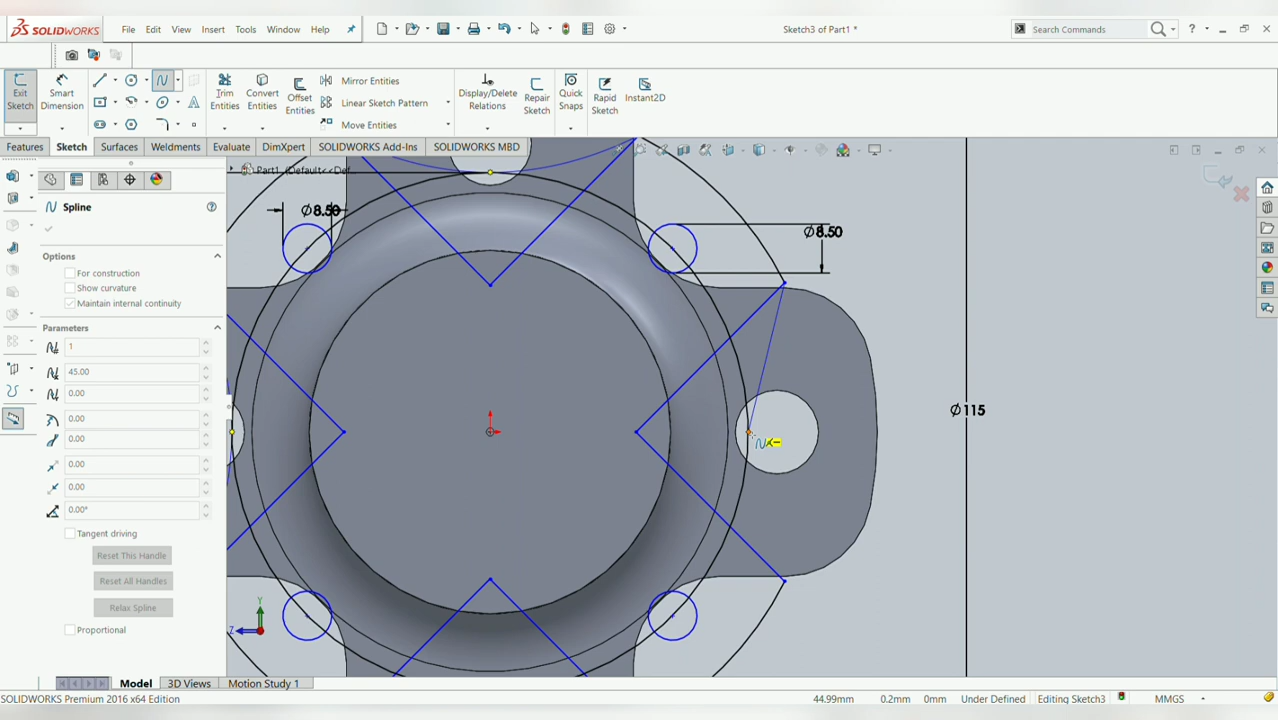 SOLIDWORKS
File Edit View Insert Tools Window Help
Sketch3 of Part1 *
Search Commands
Exit Sketch
Smart Dimension
Trim Entities
Convert Entities
Offset Entities
Mirror Entities
Linear Sketch Pattern
Move Entities
Display/Delete Relations
Repair Sketch
Quick Snaps
Rapid Sketch
Instant2D
Features Sketch Surfaces Weldments Evaluate DimXpert SOLIDWORKS Add-Ins SOLIDWORKS MBD
Part1 (Default<<Def...
Spline
Options
For construction
Show curvature
Maintain internal continuity
Parameters
1
45.00
0.00
0.00
0.00
0.00
0.00
0.00°
Tangent driving
Reset This Handle
Reset All Handles
Relax Spline
Proportional
Ø8.50
Ø8.50
Ø115
Y
Z
Model 3D Views Motion Study 1
SOLIDWORKS Premium 2016 x64 Edition
44.99mm 0.2mm 0mm Under Defined Editing Sketch3 MMGS